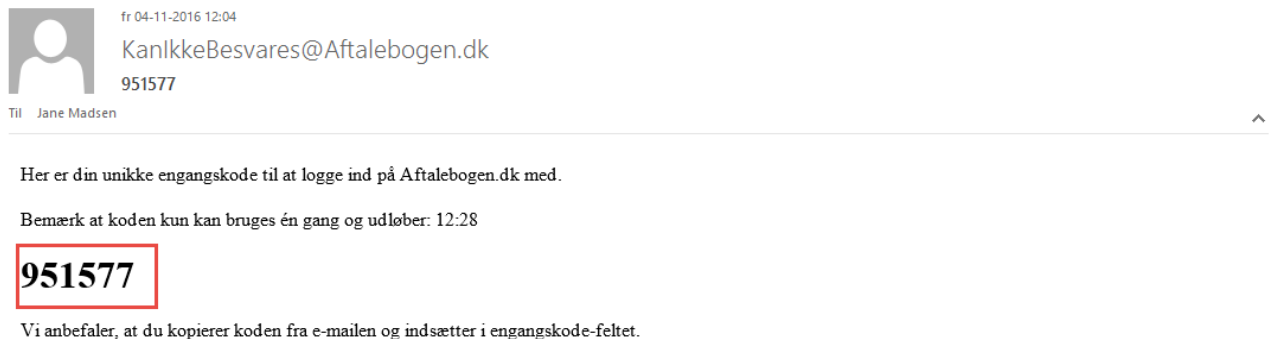 fr 04-11-2016 12:04
KanIkkeBesvares@Aftalebogen.dk
951577
Til Jane Madsen
Her er din unikke engangskode til at logge ind på Aftalebogen.dk med.
Bemærk at koden kun kan bruges én gang og udløber: 12:28
951577
Vi anbefaler, at du kopierer koden fra e-mailen og indsætter i engangskode-feltet.